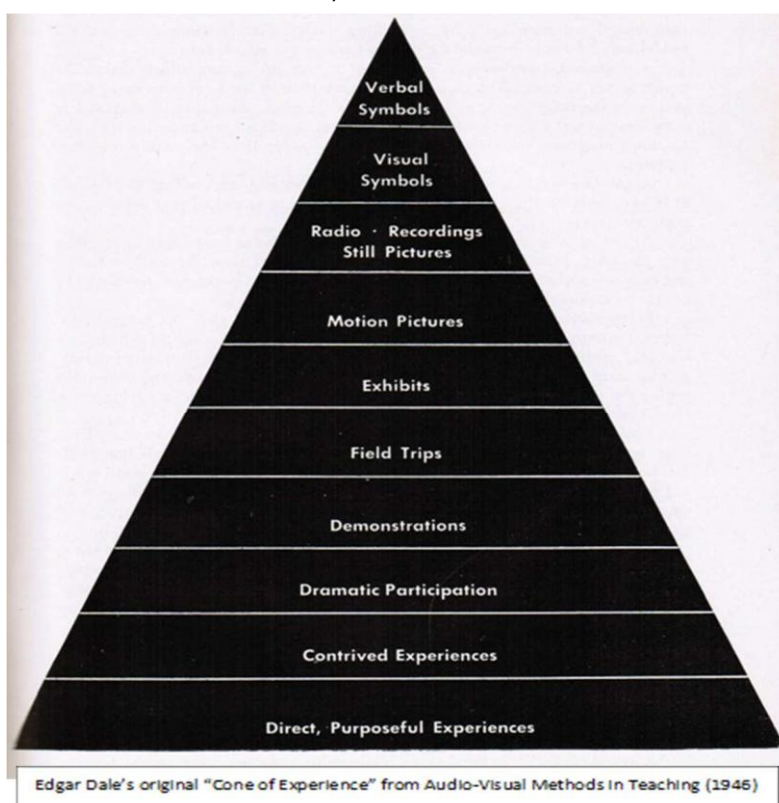 Verbal
Symbols
Visual
Symbols
Radio · Recordings
Still Pictures
Motion Pictures
Exhibits
Field Trips
Demonstrations
Dramatic Participation
Contrived Experiences
Direct, Purposeful Experiences
Edgar Dale's original "Cone of Experience" from Audio-Visual Methods in Teaching (1946)